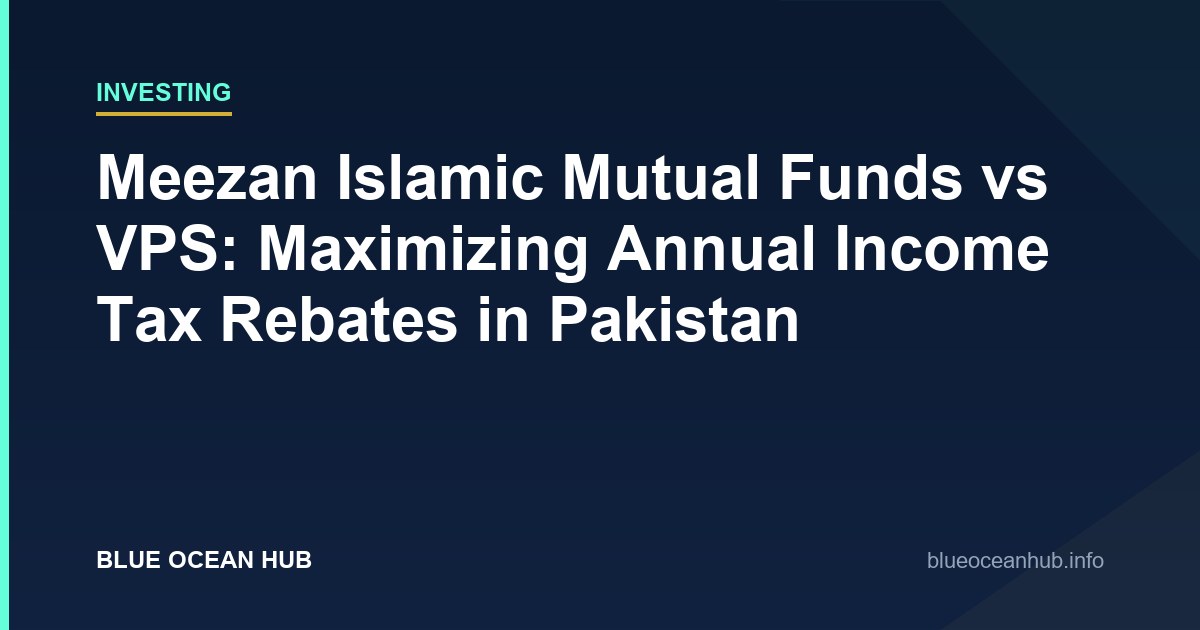 INVESTING
Meezan Islamic Mutual Funds vs
VPS: Maximizing Annual Income
Tax Rebates in Pakistan
BLUE OCEAN HUB
blueoceanhub.info